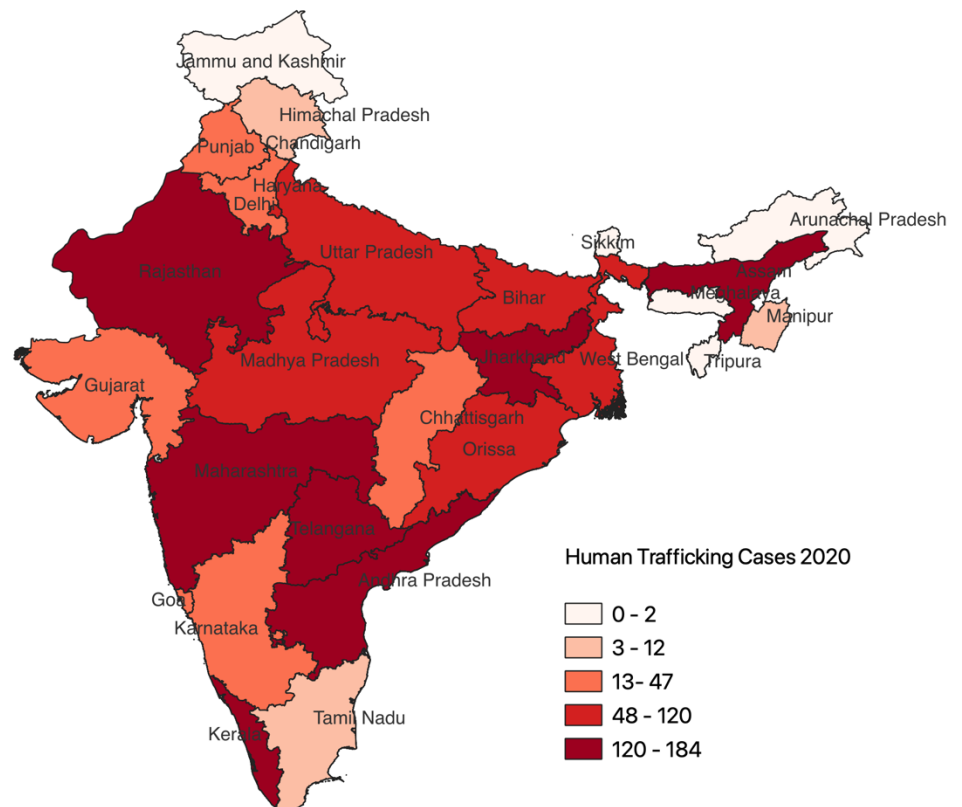 Jammu and Kashmir
Himachal Pradesh
Chandigarh
Punjab
Haryana
Delhi
Arunachal Pradesh
Sikkim
Uttar Pradesh
Rajasthan
Assam
Meghalaya
Bihar
Manipur
Madhya Pradesh
Jharkhand
West Bengal
Tripura
Gujarat
Chhattisgarh
Orissa
Maharashtra
Telangana
Andhra Pradesh
Goa
Karnataka
Tamil Nadu
Kerala
Human Trafficking Cases 2020
0 - 2
3 - 12
13- 47
48 - 120
120 - 184